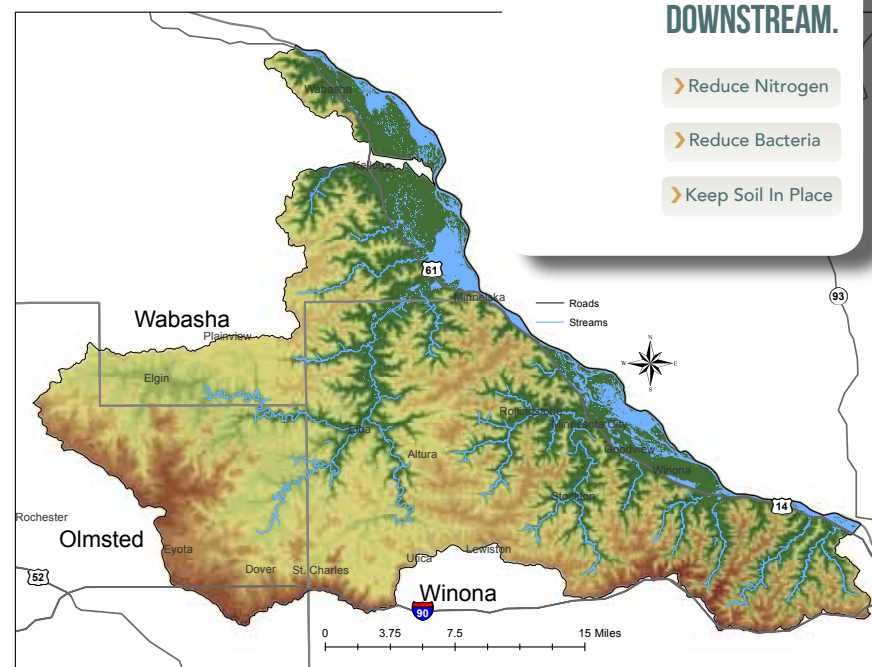 DOWNSTREAM.
Reduce Nitrogen
Reduce Bacteria
Keep Soil In Place
Wabasha
Kellogg
61
Minneiska
93
Roads
Streams
N
W E
S
Wabasha
Plainview
Elgin
Rollingstone
Minnesota City
Elba
Goodview
Altura
Winona
Stockton
14
Rochester
Olmsted
Eyota
Utica
Lewiston
Dover
St. Charles
52
Winona
90
0 3.75 7.5 15 Miles